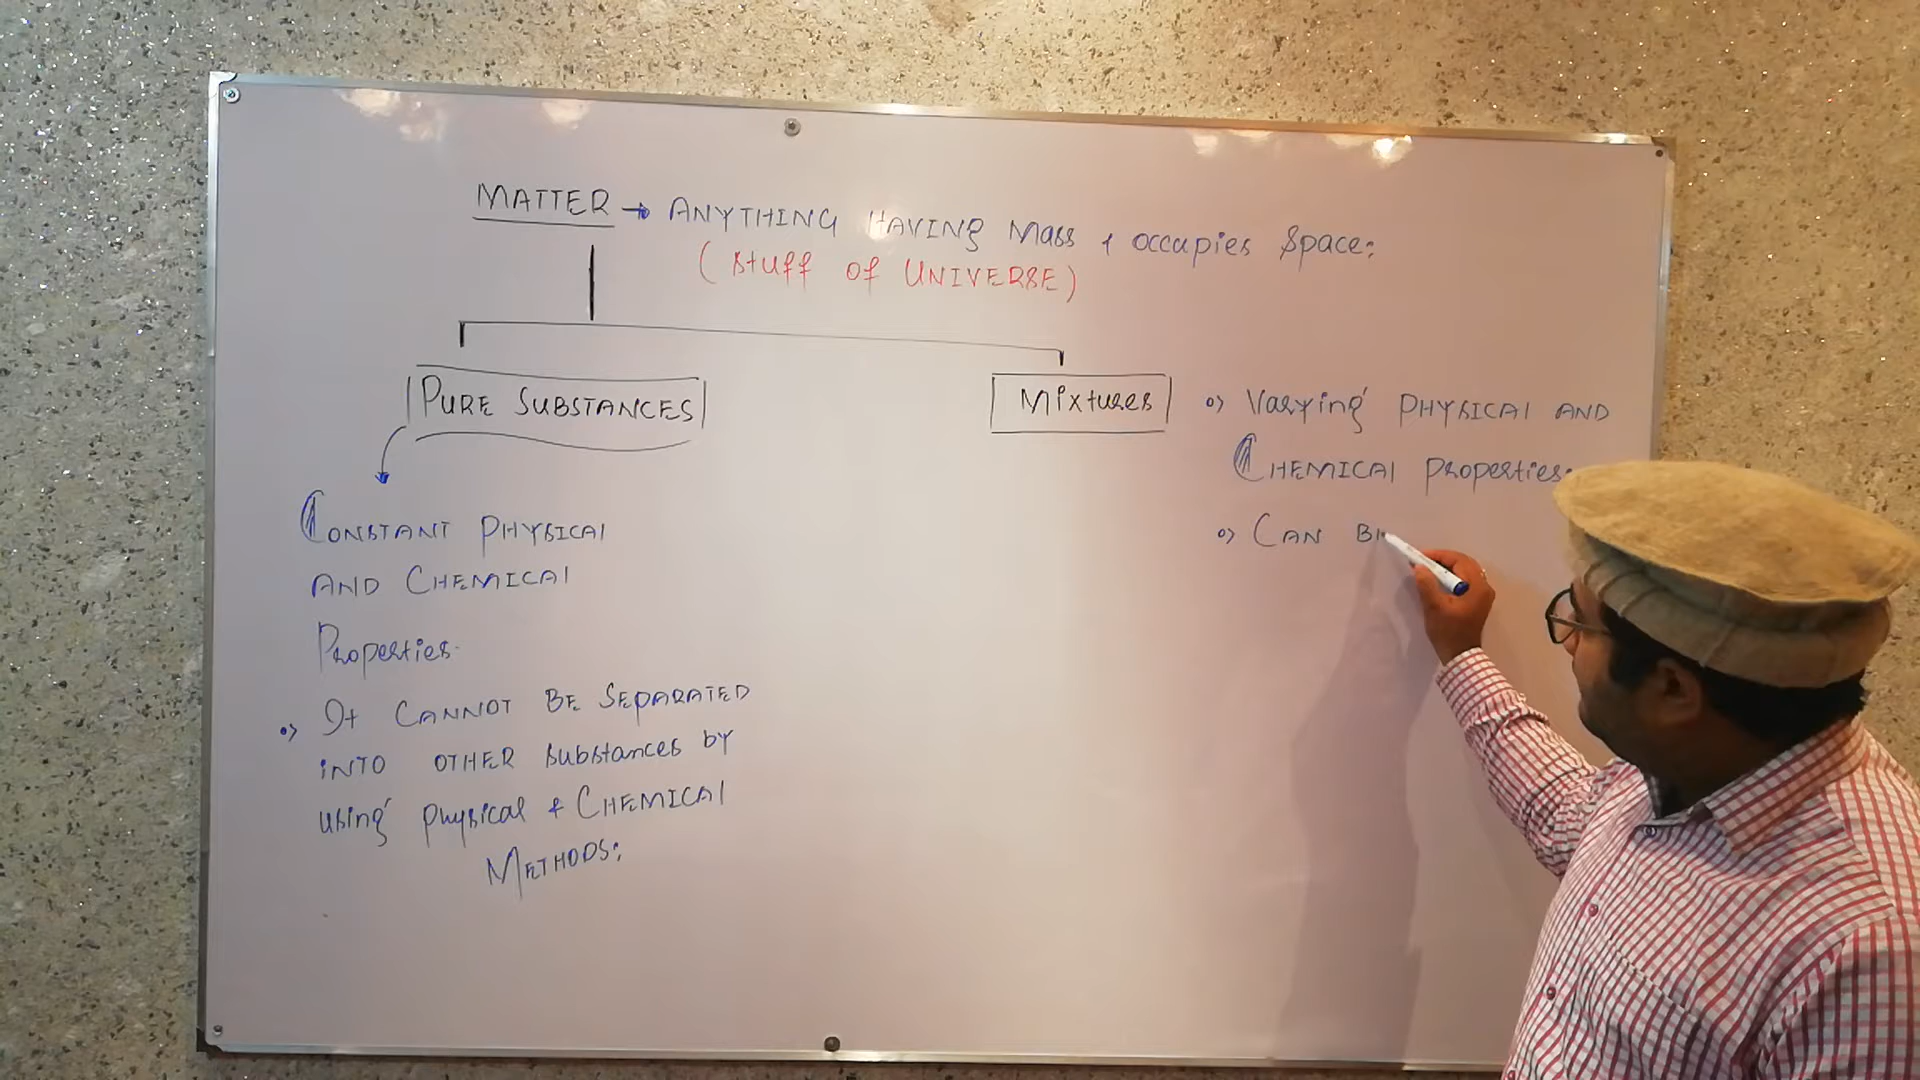 MATTER → ANYTHING HAVING Mass & occupies space:
(stuff of UNIVERSE)
PURE SUBSTANCES
Mixtures
o) Varying PHYSICAl AND
CHEMICAl Properties:
o) CAN BE
CONSTANT PHYSICAl
AND CHEMICAl
Properties.
o) It CANNOT BE SEPARATED
iNTO OTHER substances by
using physical & CHEMICAl
METHODS: